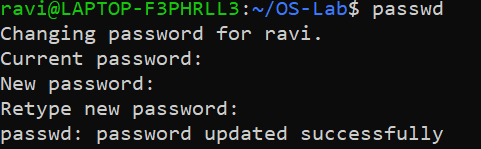 ravi@LAPTOP-F3PHRLL3:~/OS-Lab$ passwd
Changing password for ravi.
Current password:
New password:
Retype new password:
passwd: password updated successfully